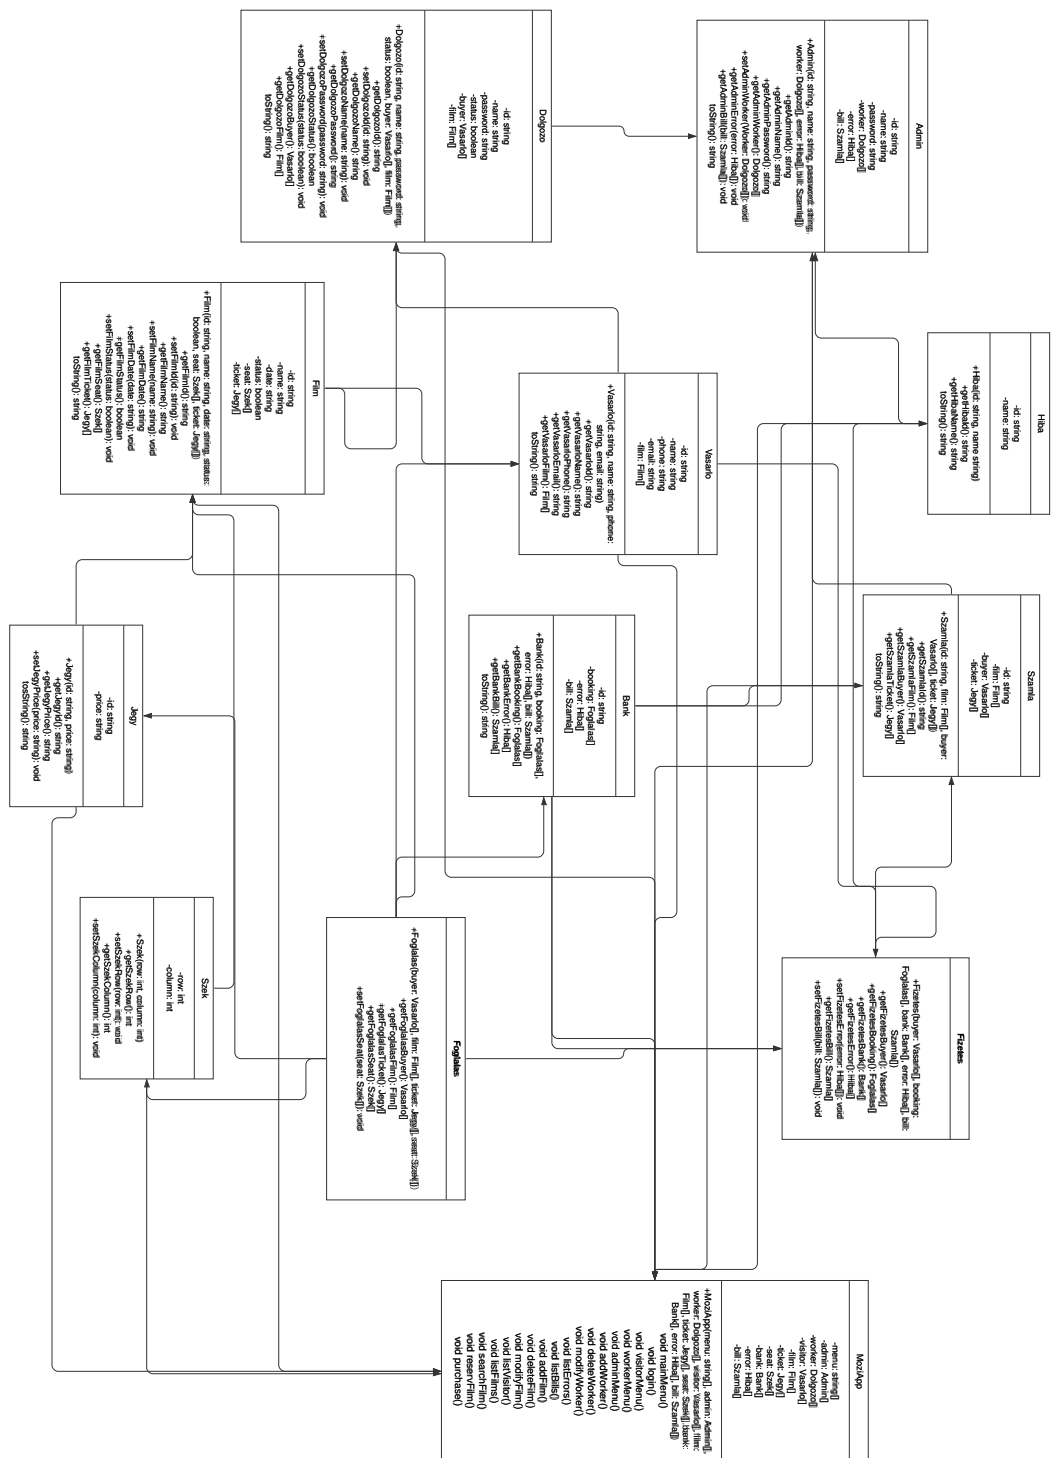 Admin
-id: string
-name: string
-password: string
-worker: Dolgozo[]
-error: Hiba[]
-bill: Szamla[]
+Admin(id: string, name: string, password: string,
worker: Dolgozo[], error: Hiba[], bill: Szamla[])
+getAdminId(): string
+getAdminName(): string
+getAdminPassword(): string
+getAdminWorker(): Dolgozo[]
+setAdminWorker(Worker: Dolgozo[]): void
+getAdminError(error: Hiba[]): void
+getAdminBill(bill: Szamla[]): void
toString(): string
Dolgozo
-id: string
-name: string
-password: string
-status: boolean
-buyer: Vasarlo[]
-film: Film[]
+Dolgozo(id: string, name: string, password: string,
status: boolean, buyer: Vasarlo[], film: Film[])
+getDolgozoId(): string
+setDolgozoId(id: string): void
+getDolgozoName(): string
+setDolgozoName(name: string): void
+getDolgozoPassword(): string
+setDolgozoPassword(password: string): void
+getDolgozoStatus(): boolean
+setDolgozoStatus(status: boolean): void
+getDolgozoBuyer(): Vasarlo[]
+getDolgozoFilm(): Film[]
toString(): string
Hiba
-id: string
-name: string
+Hiba(id: string, name string)
+getHibaId(): string
+getHibaName(): string
toString(): string
Vasarlo
-id: string
-name: string
-phone: string
-email: string
-film: Film[]
+Vasarlo(id: string, name: string, phone:
string, email: string)
+getVasarloId(): string
+getVasarloName(): string
+getVasarloPhone(): string
+getVasarloEmail(): string
+getVasarloFilm(): Film[]
toString(): string
Film
-id: string
-name: string
-date: string
-status: boolean
-seat: Szek[]
-ticket: Jegy[]
+Film(id: string, name: string, date: string, status:
boolean, seat: Szek[], ticket: Jegy[])
+getFilmId(): string
+setFilmId(id: string): void
+getFilmName(): string
+setFilmName(name: string): void
+getFilmDate(): string
+setFilmDate(date: string): void
+getFilmStatus(): boolean
+setFilmStatus(status: boolean): void
+getFilmSeat(): Szek[]
+getFilmTicket(): Jegy[]
toString(): string
Szamla
-id: string
-film: Film[]
-buyer: Vasarlo[]
-ticket: Jegy[]
+Szamla(id: string, film: Film[], buyer:
Vasarlo[], ticket: Jegy[])
+getSzamlaId(): string
+getSzamlaFilm(): Film[]
+getSzamlaBuyer(): Vasarlo[]
+getSzamlaTicket(): Jegy[]
toString(): string
Bank
-id: string
-booking: Foglalas[]
-error: Hiba[]
-bill: Szamla[]
+Bank(id: string, booking: Foglalas[],
error: Hiba[], bill: Szamla[])
+getBankBooking(): Foglalas[]
+getBankError(): Hiba[]
+getBankBill(): Szamla[]
toString(): string
Jegy
-id: string
-price: string
+Jegy(id: string, price: string)
+getJegyId(): string
+getJegyPrice(): string
+setJegyPrice(price: string): void
tosString(): string
Szek
-row: int
-column: int
+Szek(row: int, column: int)
+getSzekRow(): int
+setSzekRow(row: int): void
+getSzekColumn(): int
+setSzekColumn(column: int): void
Foglalas
+Foglalas(buyer: Vasarlo[], film: Film[], ticket: Jegy[], seat: Szek[])
+getFoglalasBuyer(): Vasarlo[]
+getFoglalasFilm(): Film[]
+getFoglalasTicket(): Jegy[]
+getFoglalasSeat(): Szek[]
+setFoglalasSeat(seat: Szek[]): void
Fizetes
+Fizetes(buyer: Vasarlo[], booking:
Foglalas[], bank: Bank[], error: Hiba[], bill:
Szamla[])
+getFizetesBuyer(): Vasarlo[]
+getFizetesBooking(): Foglalas[]
+getFizetesBank(): Bank[]
+getFizetesError(): Hiba[]
+setFizetesError(error: Hiba[]): void
+getFizetesBill(): Szamla[]
+setFizetesBill(bill: Szamla[]): void
MoziApp
-menu: string[]
-admin: Admin[]
-worker: Dolgozo[]
-visitor: Vasarlo[]
-film: Film[]
-ticket: Jegy[]
-seat: Szek[]
-bank: Bank[]
-error: Hiba[]
-bill: Szamla[]
+MoziApp(menu: string[], admin: Admin[],
worker: Dolgozo[], visitor: Vasarlo[], film:
Film[], ticket: Jegy[], seat: Szek[], bank:
Bank[], error: Hiba[], bill: Szamla[])
void mainMenu()
void login()
void visitorMenu()
void workerMenu()
void adminMenu()
void addWorker()
void deleteWorker()
void modifyWorker()
void listErrors()
void listBills()
void addFilm()
void deleteFilm()
void modifyFilm()
void listVisitor()
void listFilms()
void searchFilm()
void reservFilm()
void purchase()